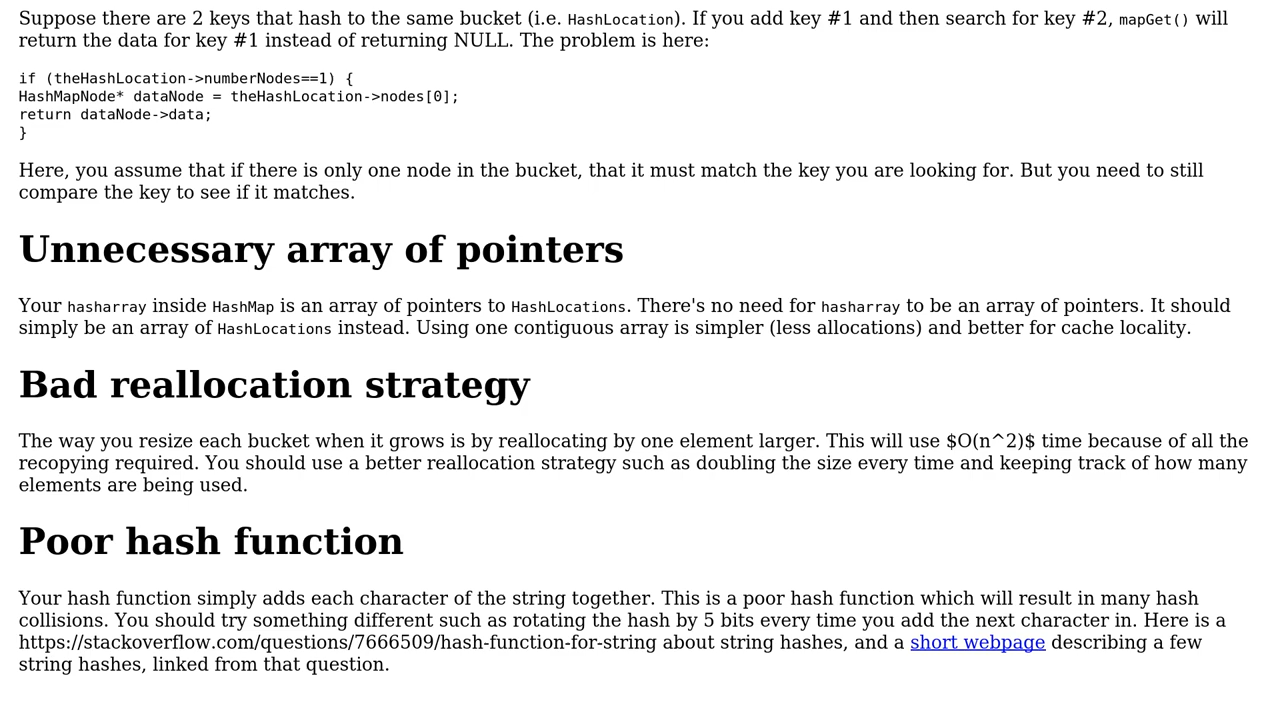 Suppose there are 2 keys that hash to the same bucket (i.e. HashLocation). If you add key #1 and then search for key #2, mapGet() will
return the data for key #1 instead of returning NULL. The problem is here:
if (theHashLocation->numberNodes==1) {
HashMapNode* dataNode = theHashLocation->nodes[0];
return dataNode->data;
}
Here, you assume that if there is only one node in the bucket, that it must match the key you are looking for. But you need to still
compare the key to see if it matches.
Unnecessary array of pointers
Your hasharray inside HashMap is an array of pointers to HashLocations. There's no need for hasharray to be an array of pointers. It should
simply be an array of HashLocations instead. Using one contiguous array is simpler (less allocations) and better for cache locality.
Bad reallocation strategy
The way you resize each bucket when it grows is by reallocating by one element larger. This will use $O(n^2)$ time because of all the
recopying required. You should use a better reallocation strategy such as doubling the size every time and keeping track of how many
elements are being used.
Poor hash function
Your hash function simply adds each character of the string together. This is a poor hash function which will result in many hash
collisions. You should try something different such as rotating the hash by 5 bits every time you add the next character in. Here is a
https://stackoverflow.com/questions/7666509/hash-function-for-string about string hashes, and a short webpage describing a few
string hashes, linked from that question.